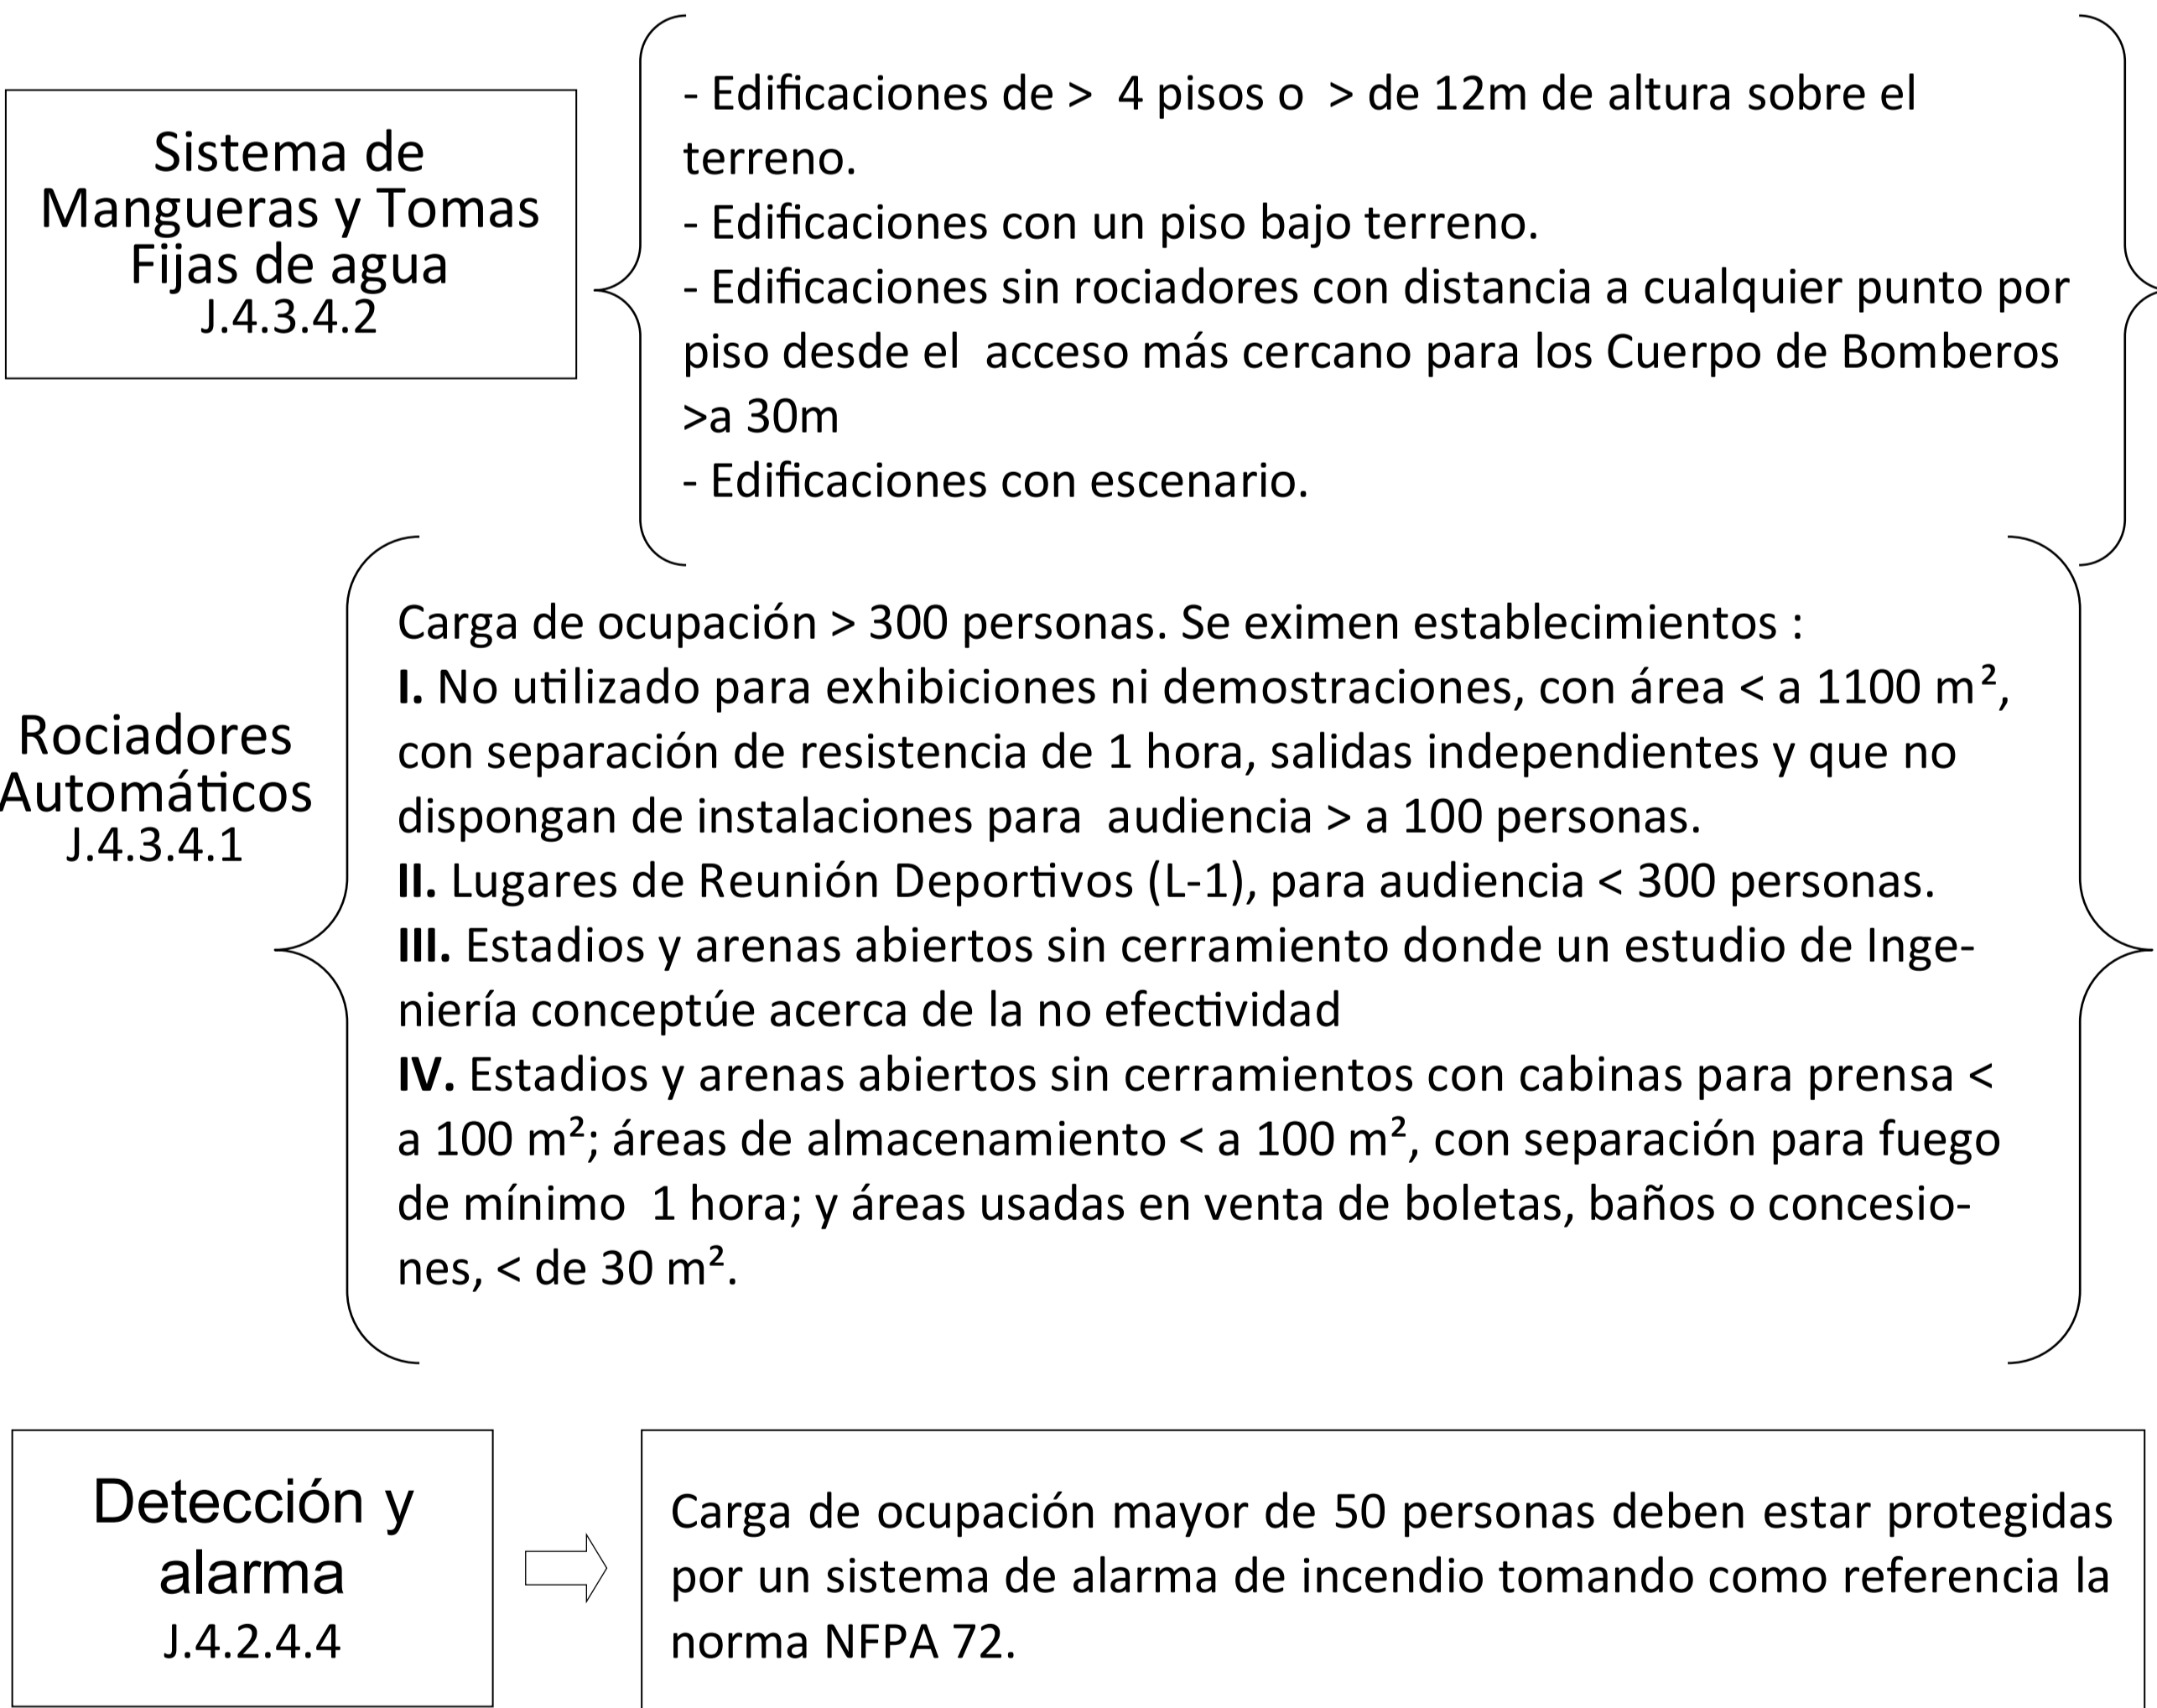 Sistema de
Mangueras y Tomas
Fijas de agua
J.4.3.4.2
- Edificaciones de >  4 pisos o  > de 12m de altura sobre el
terreno.
- Edificaciones con un piso bajo terreno.
- Edificaciones sin rociadores con distancia a cualquier punto por
piso desde el  acceso más cercano para los Cuerpo de Bomberos
>a 30m
- Edificaciones con escenario.
Rociadores
Automáticos
J.4.3.4.1
Carga de ocupación > 300 personas. Se eximen establecimientos :
I. No utilizado para exhibiciones ni demostraciones, con área < a 1100 m²,
con separación de resistencia de 1 hora, salidas independientes y que no
dispongan de instalaciones para  audiencia > a 100 personas.
II. Lugares de Reunión Deportivos (L-1), para audiencia < 300 personas.
III. Estadios y arenas abiertos sin cerramiento donde un estudio de Inge-
niería conceptúe acerca de la no efectividad
IV. Estadios y arenas abiertos sin cerramientos con cabinas para prensa <
a 100 m²; áreas de almacenamiento < a 100 m², con separación para fuego
de mínimo  1 hora; y áreas usadas en venta de boletas, baños o concesio-
nes, < de 30 m².
Detección y
alarma
J.4.2.4.4
Carga de ocupación mayor de 50 personas deben estar protegidas
por un sistema de alarma de incendio tomando como referencia la
norma NFPA 72.